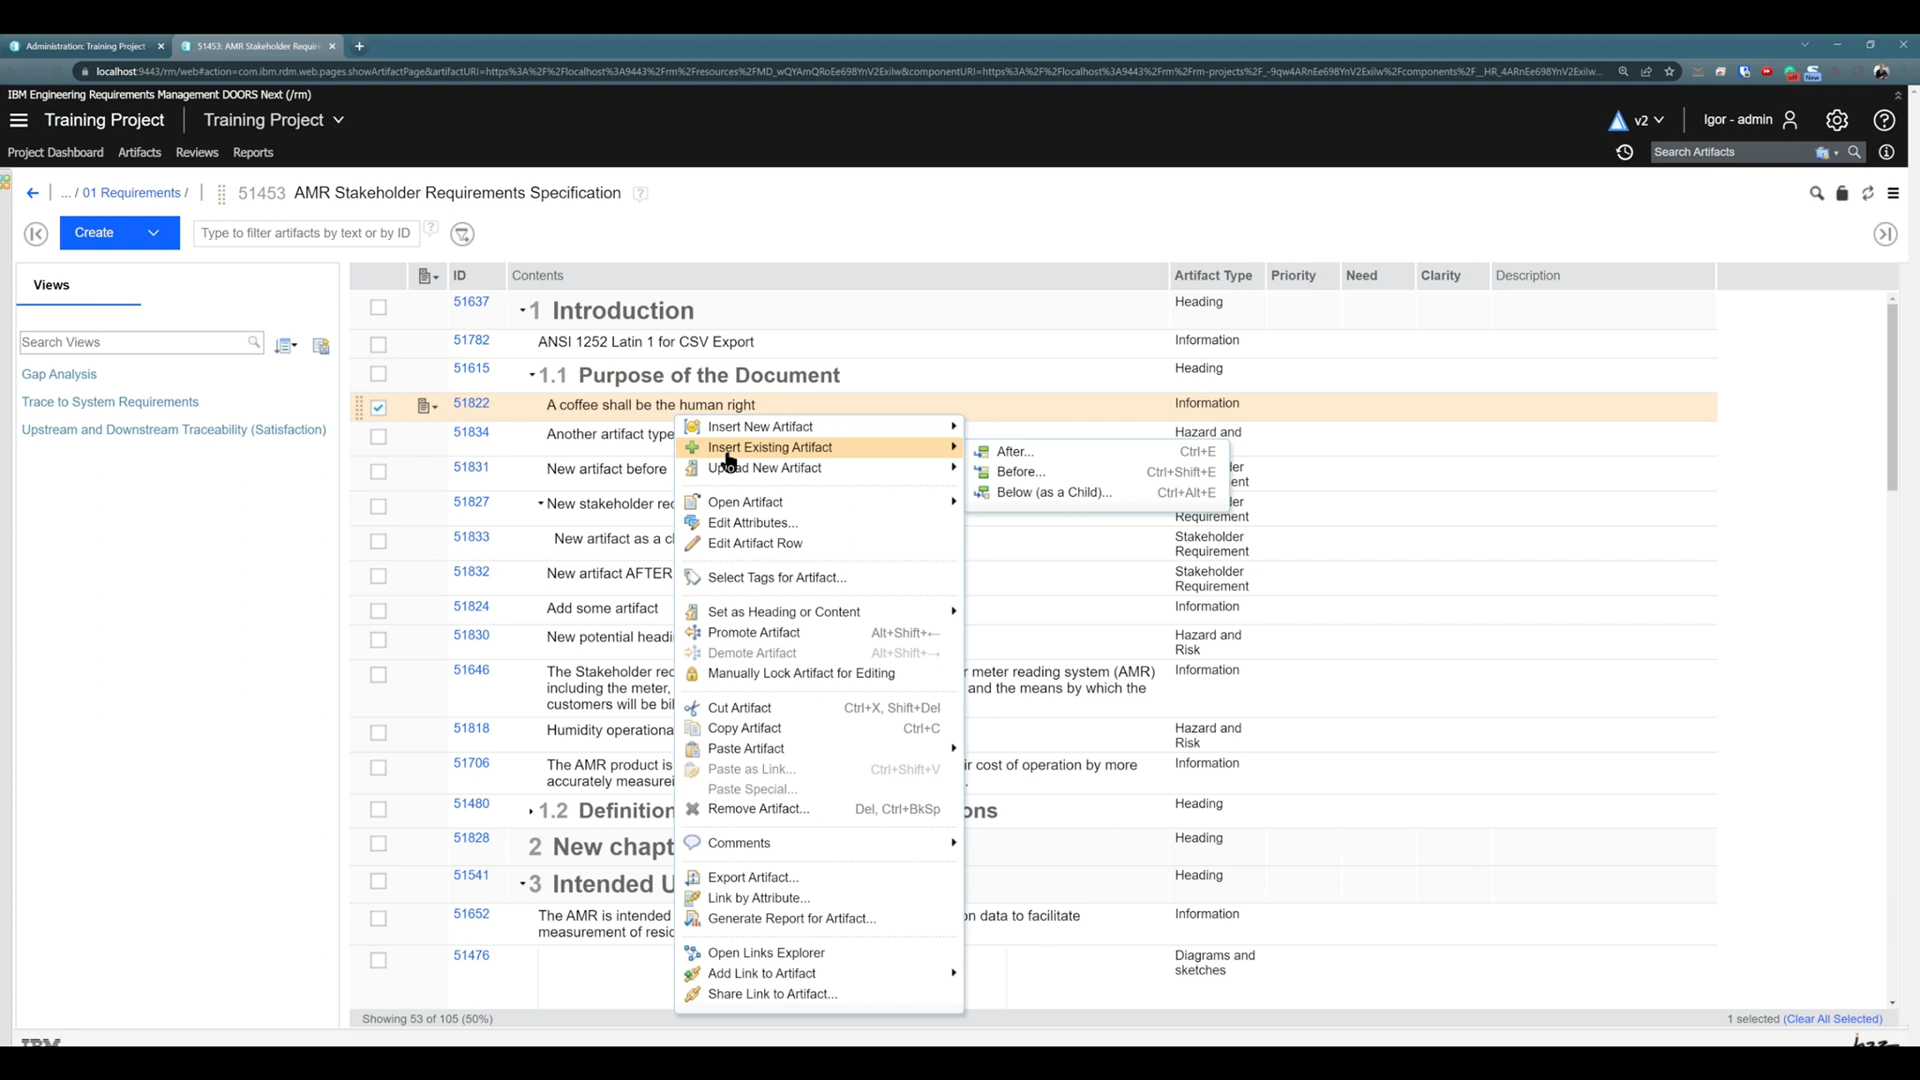 Administration: Training Project
51453: AMR Stakeholder Requir
localhost:9443/rm/web#action=com.ibm.rdm.web.pages.showArtifactPage&artifactURI=https%3A%2F%2Flocalhost%3A9443%2Frm%2Fresources%2FMD_wQYAmQRoEe698YnV2Exilw&componentURI=https%3A%2F%2Flocalhost%3A9443%2Frm%2Frm-projects%2F_-9qw4ARnEe698YnV2Exilw%2Fcomponents%2F_HR_4ARnEe698YnV2Exilw...
off
New
IBM Engineering Requirements Management DOORS Next (/rm)
Training Project
Training Project
v2
Igor - admin
Project Dashboard
Artifacts
Reviews
Reports
Search Artifacts
... / 01 Requirements /
51453 AMR Stakeholder Requirements Specification
Create
Type to filter artifacts by text or by ID
Views
Search Views
Gap Analysis
Trace to System Requirements
Upstream and Downstream Traceability (Satisfaction)
ID Contents Artifact Type Priority Need Clarity Description
51637 1 Introduction Heading
51782 ANSI 1252 Latin 1 for CSV Export Information
51615 1.1 Purpose of the Document Heading
51822 A coffee shall be the human right Information
51834 Another artifact type Hazard and
51831 New artifact before
der
ent
51827 New stakeholder rec
der
Requirement
51833 New artifact as a cl Stakeholder
Requirement
51832 New artifact AFTER Stakeholder
Requirement
51824 Add some artifact Information
51830 New potential headi Hazard and
Risk
51646 The Stakeholder rec r meter reading system (AMR) Information
including the meter, and the means by which the
customers will be bil
51818 Humidity operationa Hazard and
Risk
51706 The AMR product is ir cost of operation by more Information
accurately measurei
51480 1.2 Definition ons Heading
51828 2 New chapt Heading
51541 3 Intended U Heading
51652 The AMR is intended on data to facilitate Information
measurement of resid
51476 Diagrams and
sketches
Insert New Artifact
Insert Existing Artifact
Upload New Artifact
Open Artifact
Edit Attributes...
Edit Artifact Row
Select Tags for Artifact...
Set as Heading or Content
Promote Artifact Alt+Shift+←
Demote Artifact Alt+Shift+→
Manually Lock Artifact for Editing
Cut Artifact Ctrl+X, Shift+Del
Copy Artifact Ctrl+C
Paste Artifact
Paste as Link... Ctrl+Shift+V
Paste Special...
Remove Artifact... Del, Ctrl+BkSp
Comments
Export Artifact...
Link by Attribute...
Generate Report for Artifact...
Open Links Explorer
Add Link to Artifact
Share Link to Artifact...
After... Ctrl+E
Before... Ctrl+Shift+E
Below (as a Child)... Ctrl+Alt+E
Showing 53 of 105 (50%)
1 selected (Clear All Selected)
IBM